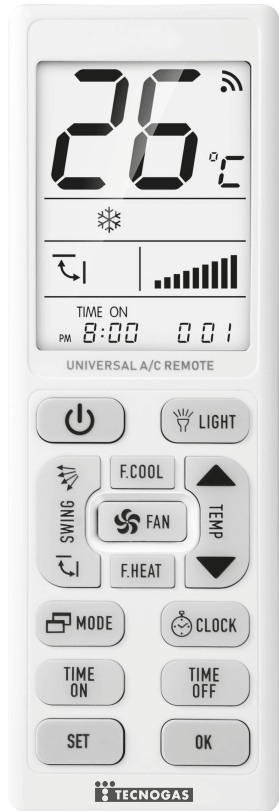 26 °C
TIME ON
PM 8:00 001
UNIVERSAL A/C REMOTE
LIGHT
SWING
F.COOL
FAN
F.HEAT
TEMP
MODE
CLOCK
TIME ON
TIME OFF
SET
OK
TECNOGAS